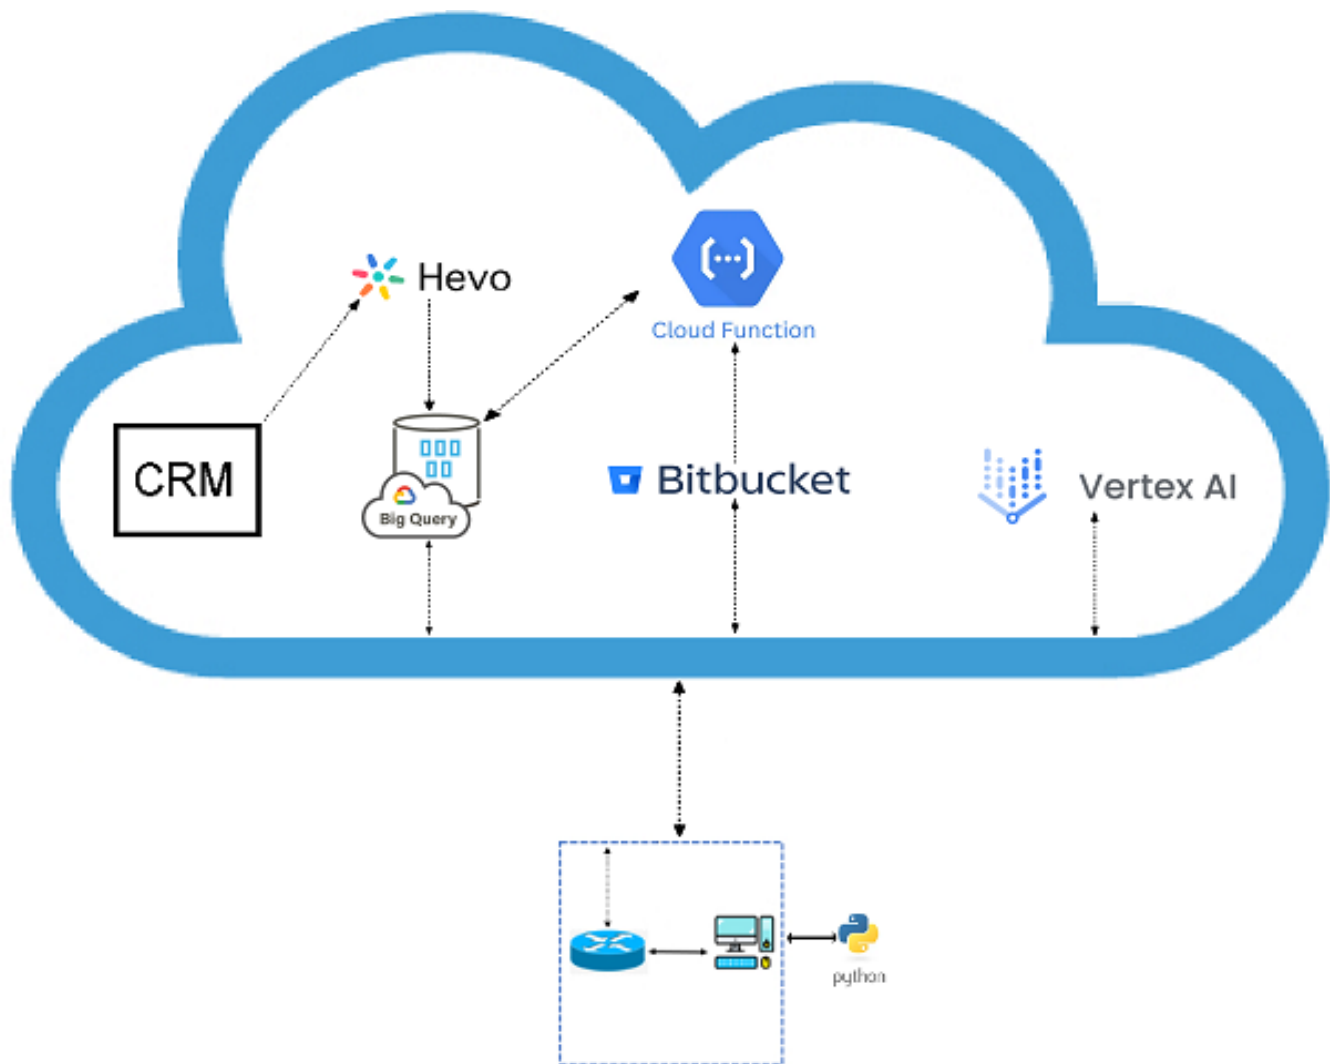 Hevo
Cloud Function
CRM
Big Query
Bitbucket
Vertex AI
python